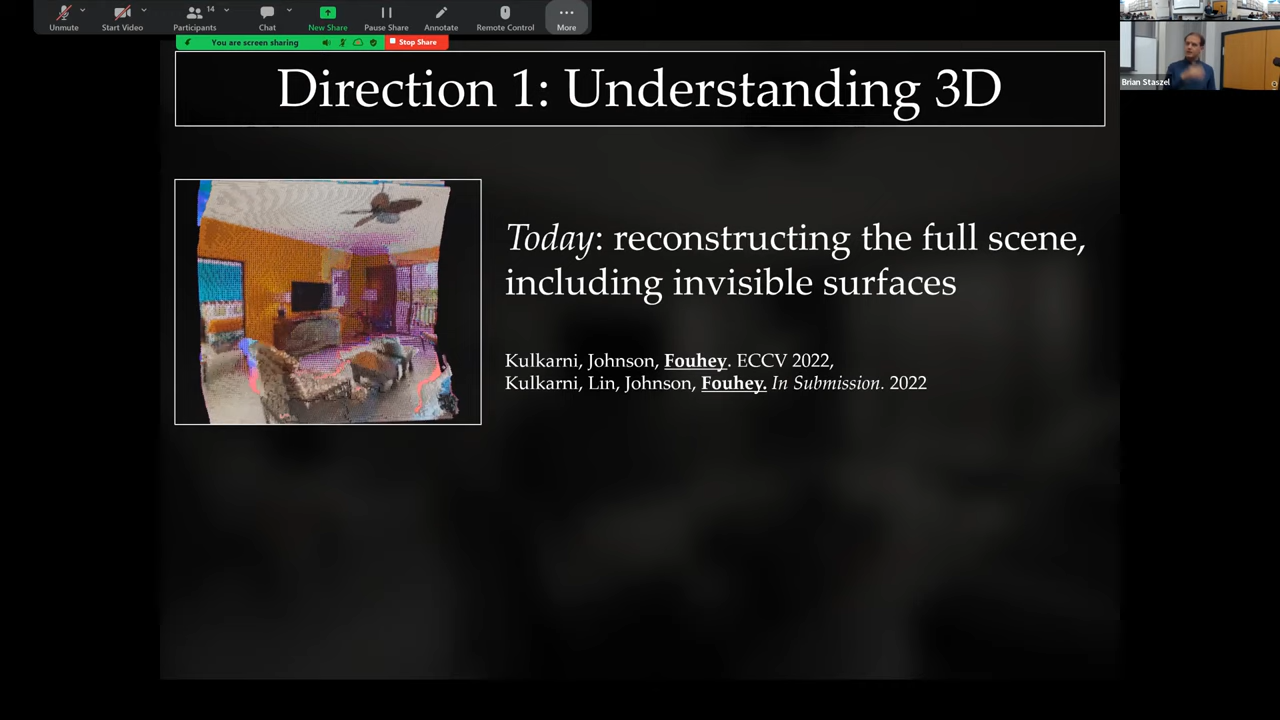 14
Unmute
Start Video
Participants
Chat
New Share
Pause Share
Annotate
Remote Control
More
You are screen sharing
Stop Share
Brian Staszel
Direction 1: Understanding 3D
Today: reconstructing the full scene,
including invisible surfaces
Kulkarni, Johnson, Fouhey. ECCV 2022,
Kulkarni, Lin, Johnson, Fouhey. In Submission. 2022